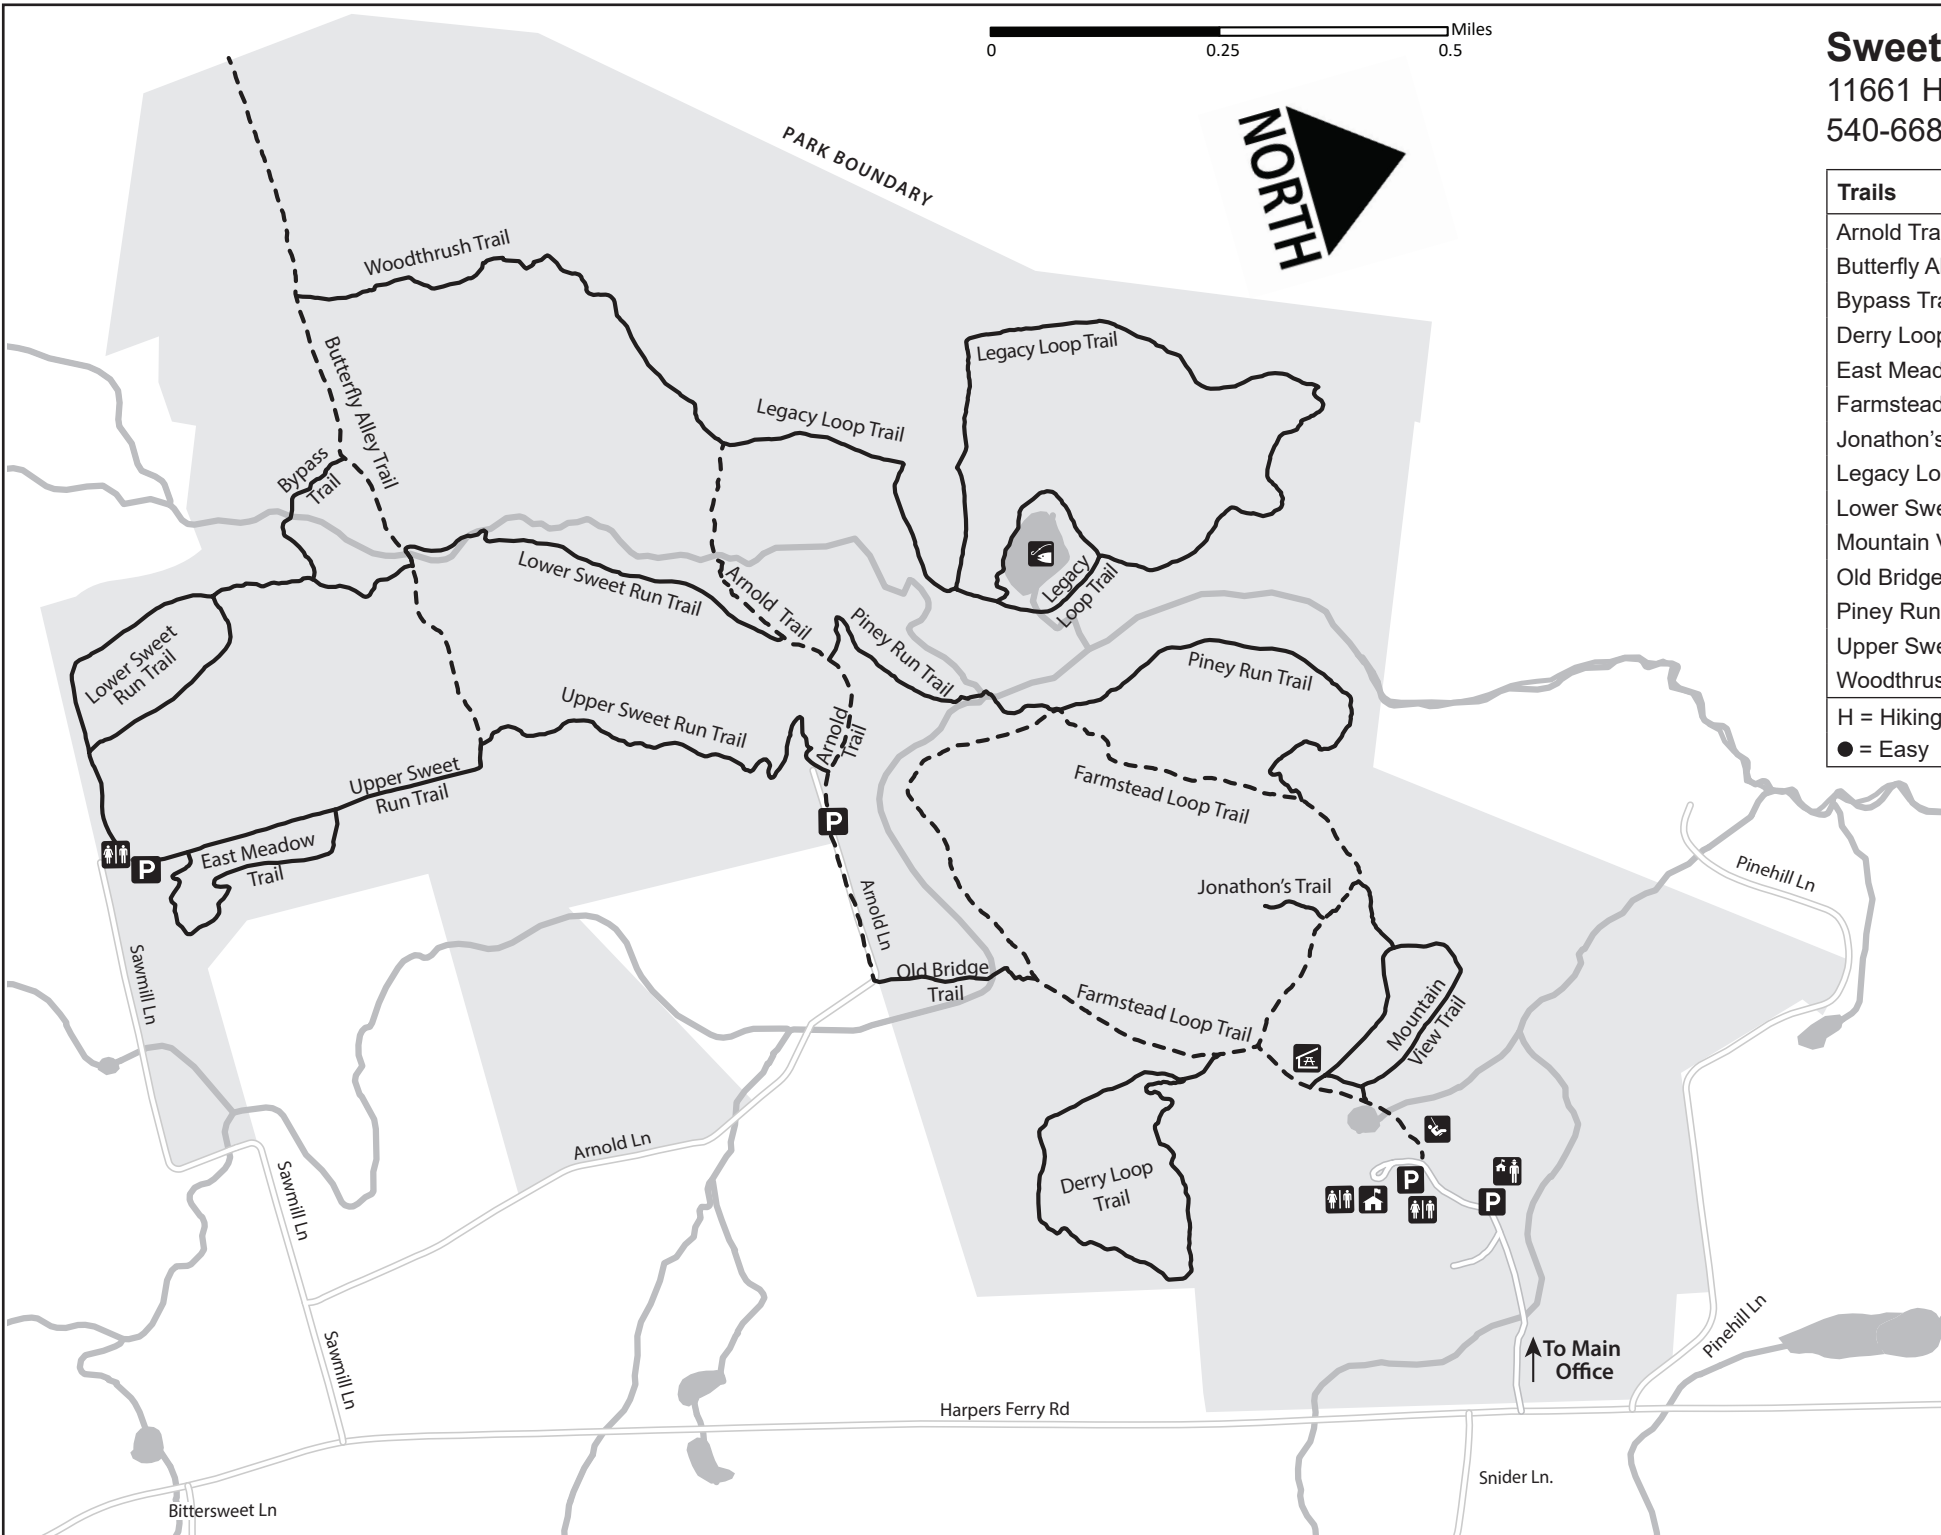 Miles
0 0.25 0.5
Sweet
11661 H
540-668
NORTH
PARK BOUNDARY
Trails
Arnold Tra
Butterfly Al
Bypass Tra
Derry Loop
East Mead
Farmstead
Jonathon's
Legacy Lo
Lower Swe
Mountain V
Old Bridge
Piney Run
Upper Swe
Woodthrus
H = Hiking
● = Easy
Woodthrush Trail
Legacy Loop Trail
Butterfly Alley Trail
Legacy Loop Trail
Bypass
Trail
Lower Sweet Run Trail
Arnold Trail
Legacy
Loop Trail
Piney Run Trail
Piney Run Trail
Lower Sweet
Run Trail
Upper Sweet Run Trail
Arnold
Trail
Upper Sweet
Run Trail
Farmstead Loop Trail
P
East Meadow
Trail
P
Pinehill Ln
Jonathon's Trail
Arnold Ln
Sawmill Ln
Old Bridge
Trail
Farmstead Loop Trail
Mountain
View Trail
Arnold Ln
Derry Loop
Trail
P
P
Sawmill Ln
Sawmill Ln
Pinehill Ln
To Main
Office
Harpers Ferry Rd
Snider Ln.
Bittersweet Ln